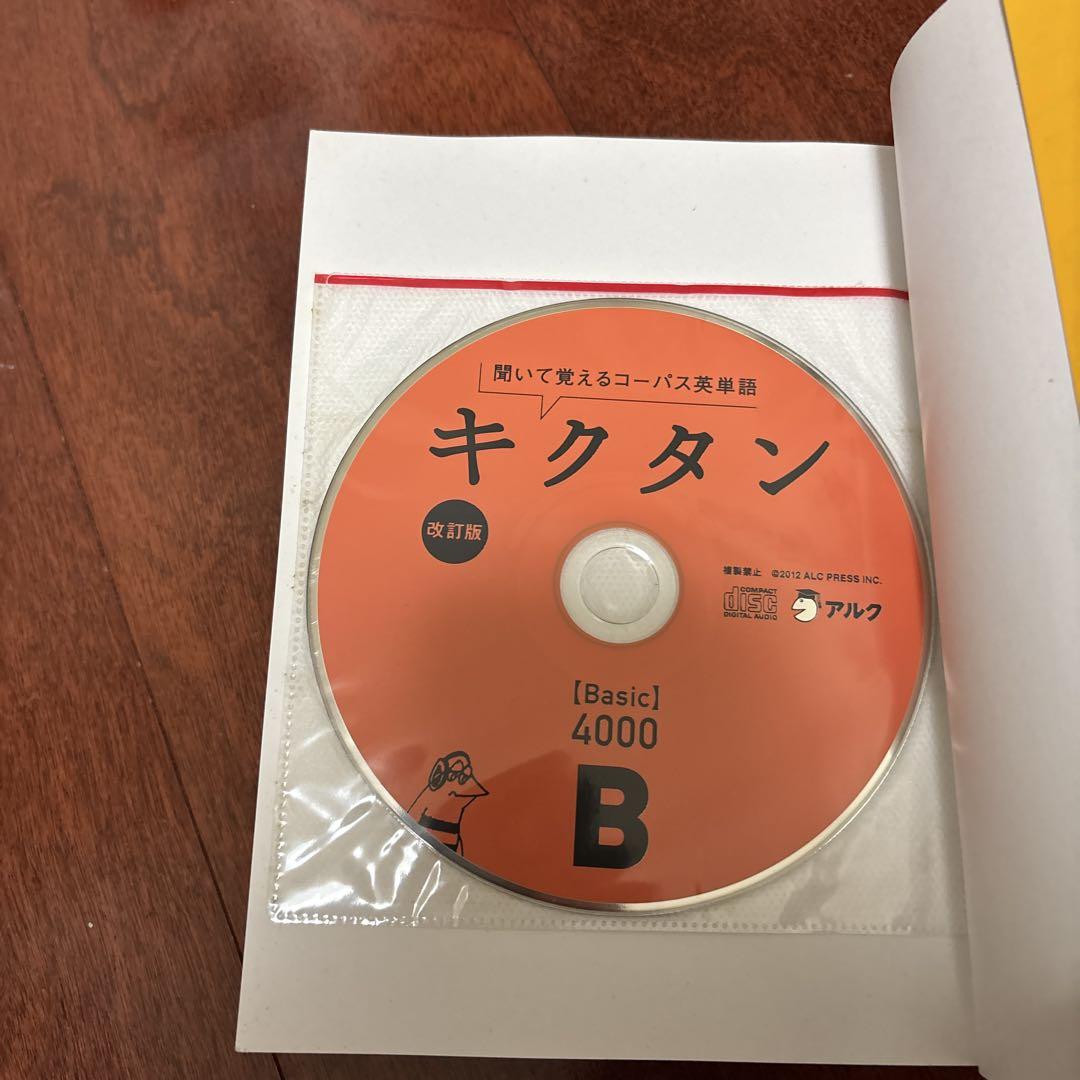 聞いて覚えるコーパス英単語
キクタン
改訂版
複製禁止 ©2012 ALC PRESS INC.
COMPACT
disc
DIGITAL AUDIO
アルク
【Basic】
4000
B